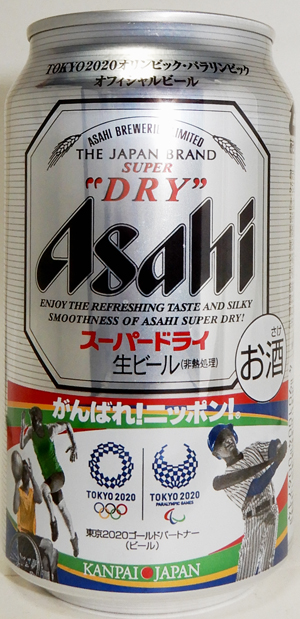 TOKYO2020オリンピック・パラリンピック
オフィシャルビール
ASAHI BREWERIES LIMITED
THE JAPAN BRAND
SUPER
"DRY"
Asahi
ENJOY THE REFRESHING TASTE AND SILKY
SMOOTHNESS OF ASAHI SUPER DRY!
スーパードライ
生ビール(非熱処理)
さけ
お酒
がんばれ!ニッポン!®
TOKYO 2020
TOKYO 2020
PARALYMPIC GAMES
東京2020ゴールドパートナー
(ビール)
KANPAI JAPAN